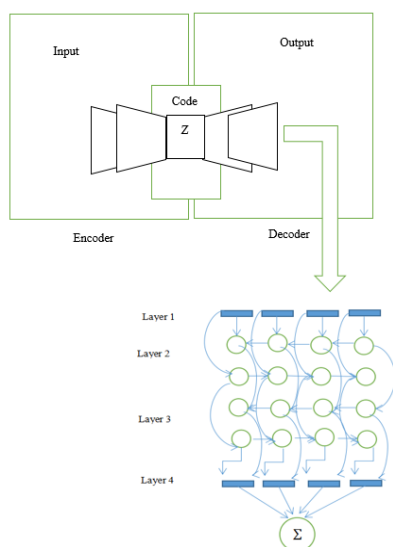 Input
Output
Code
Z
Encoder
Decoder
Layer 1
Layer 2
Layer 3
Layer 4
Σ